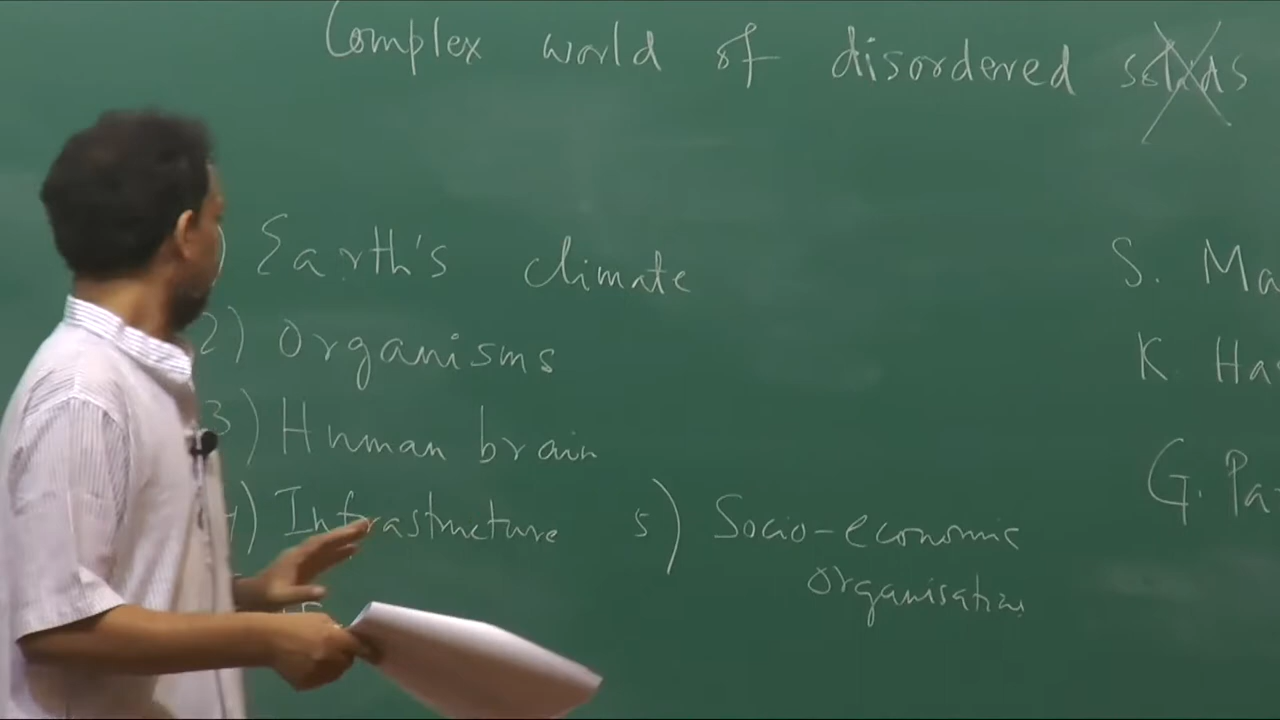 Complex world of disordered solids
1) Earth's climate
2) Organisms
3) Human brain
4) Infrastructure
5) Socio-economic
organisation
S. Ma
K Has
G. Pa